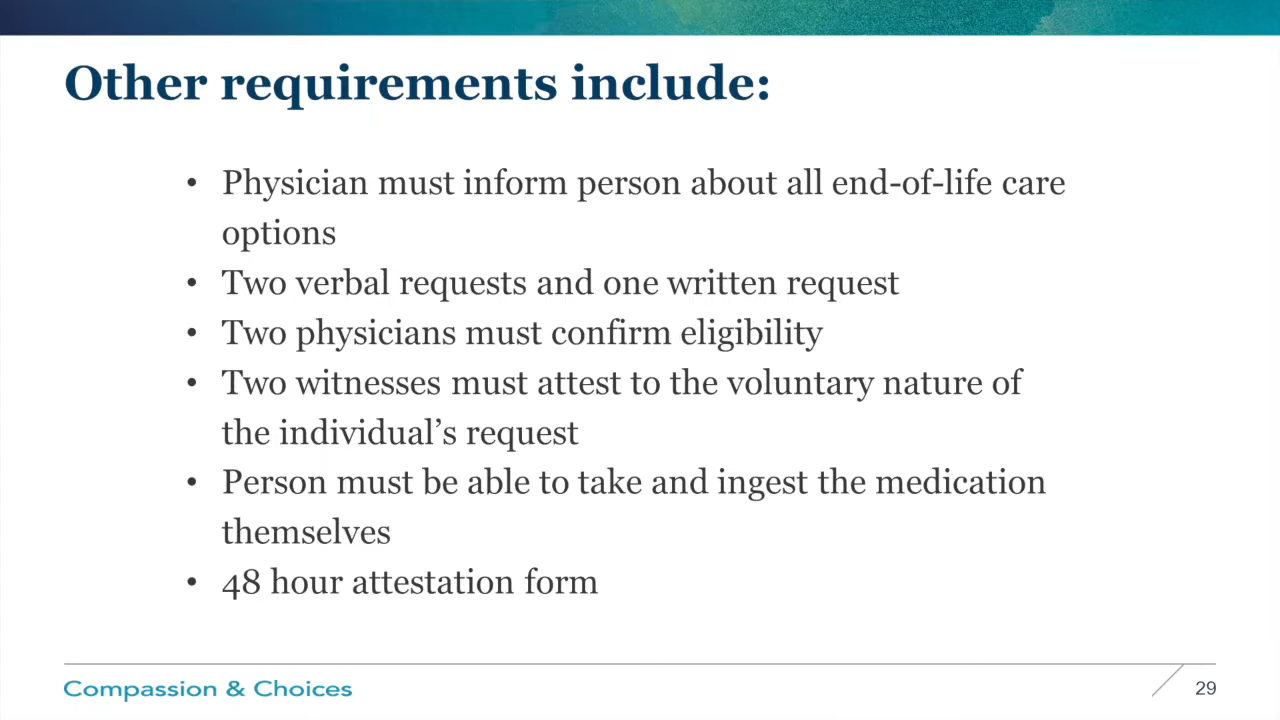 Other requirements include:
• Physician must inform person about all end-of-life care
options
• Two verbal requests and one written request
• Two physicians must confirm eligibility
• Two witnesses must attest to the voluntary nature of
the individual’s request
• Person must be able to take and ingest the medication
themselves
• 48 hour attestation form
Compassion & Choices
29